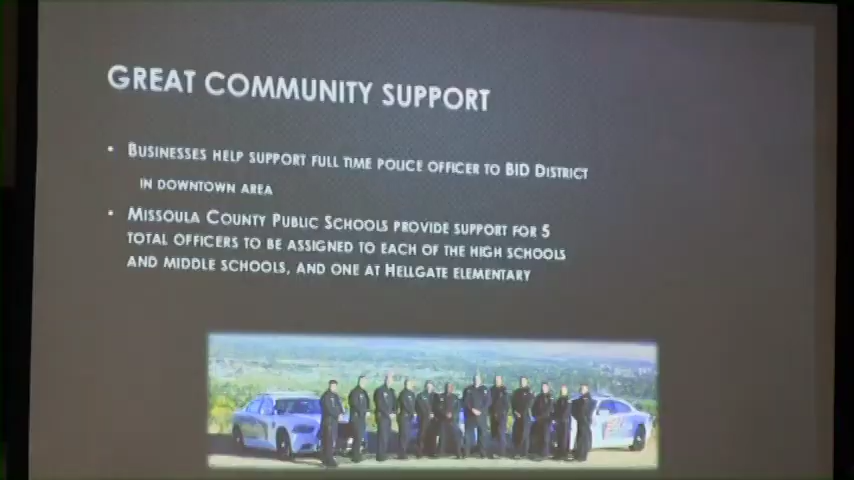 GREAT COMMUNITY SUPPORT
• BUSINESSES HELP SUPPORT FULL TIME POLICE OFFICER TO BID DISTRICT
IN DOWNTOWN AREA
• MISSOULA COUNTY PUBLIC SCHOOLS PROVIDE SUPPORT FOR 5
TOTAL OFFICERS TO BE ASSIGNED TO EACH OF THE HIGH SCHOOLS
AND MIDDLE SCHOOLS, AND ONE AT HELLGATE ELEMENTARY